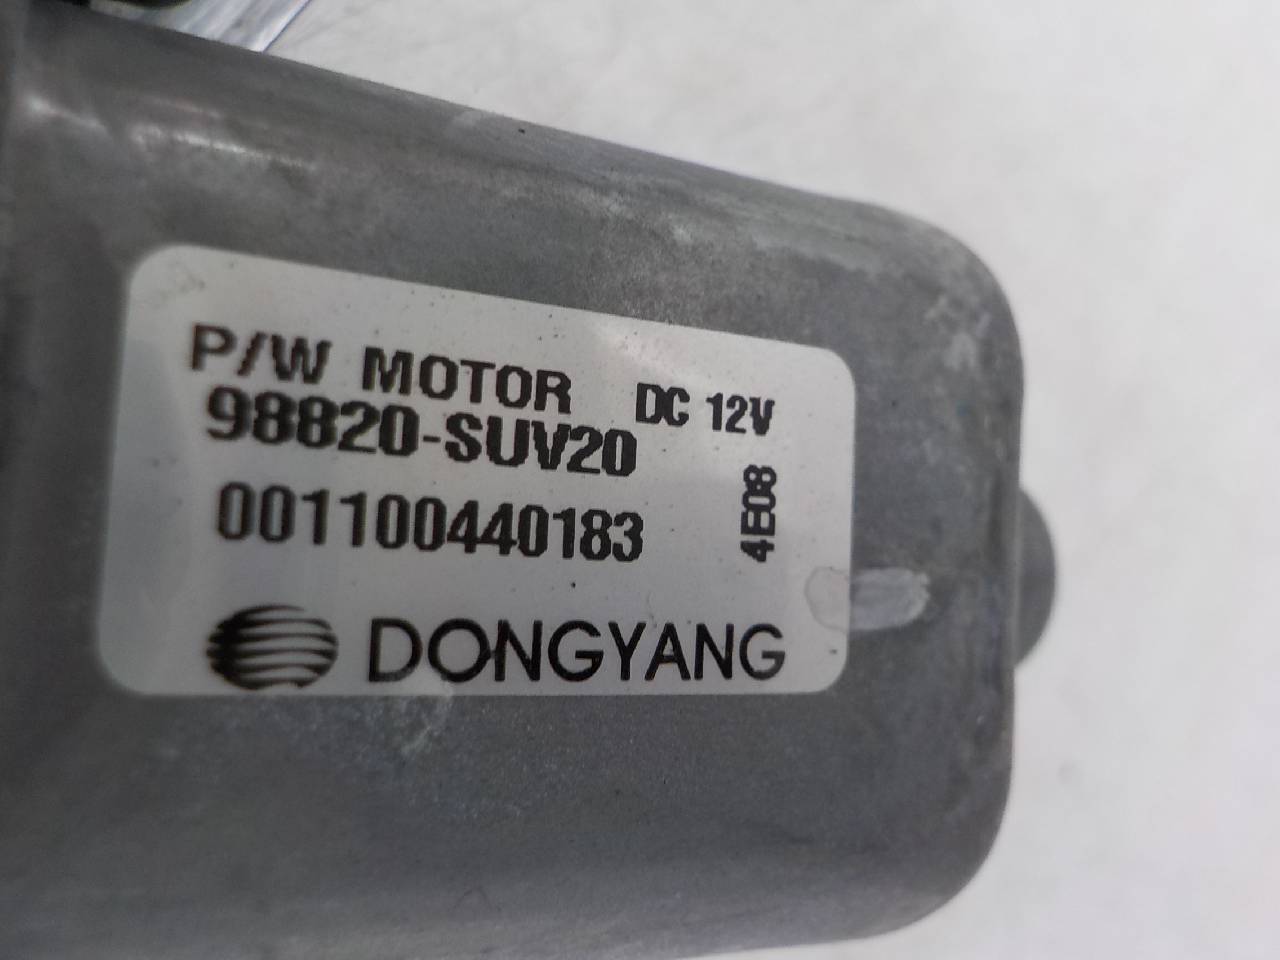 P/W MOTOR DC 12V
98820-SUV20
001100440183
4E08
DONGYANG